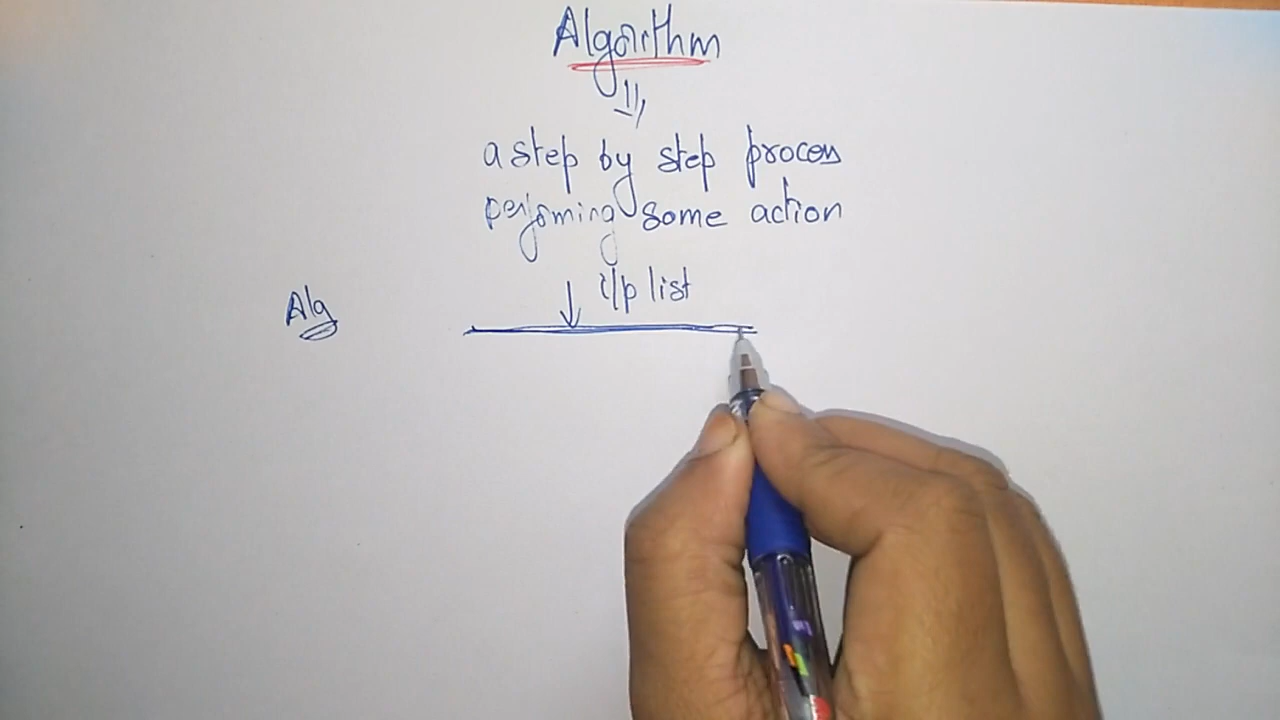 Algorithm
a step by step process
performing some action
i/p list
Alg